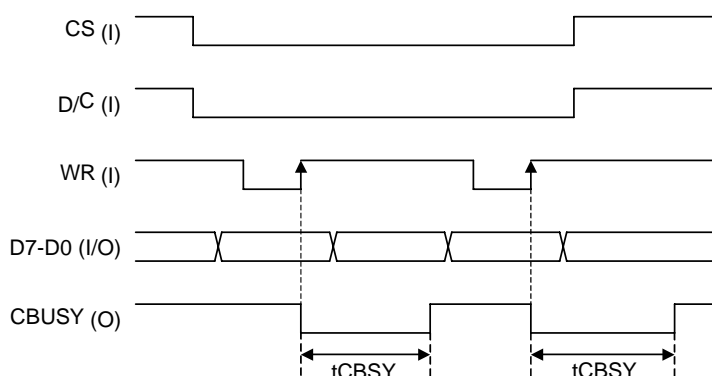 CS (I)
D/C (I)
WR (I)
D7-D0 (I/O)
CBUSY (O)
tCBSY tCBSY